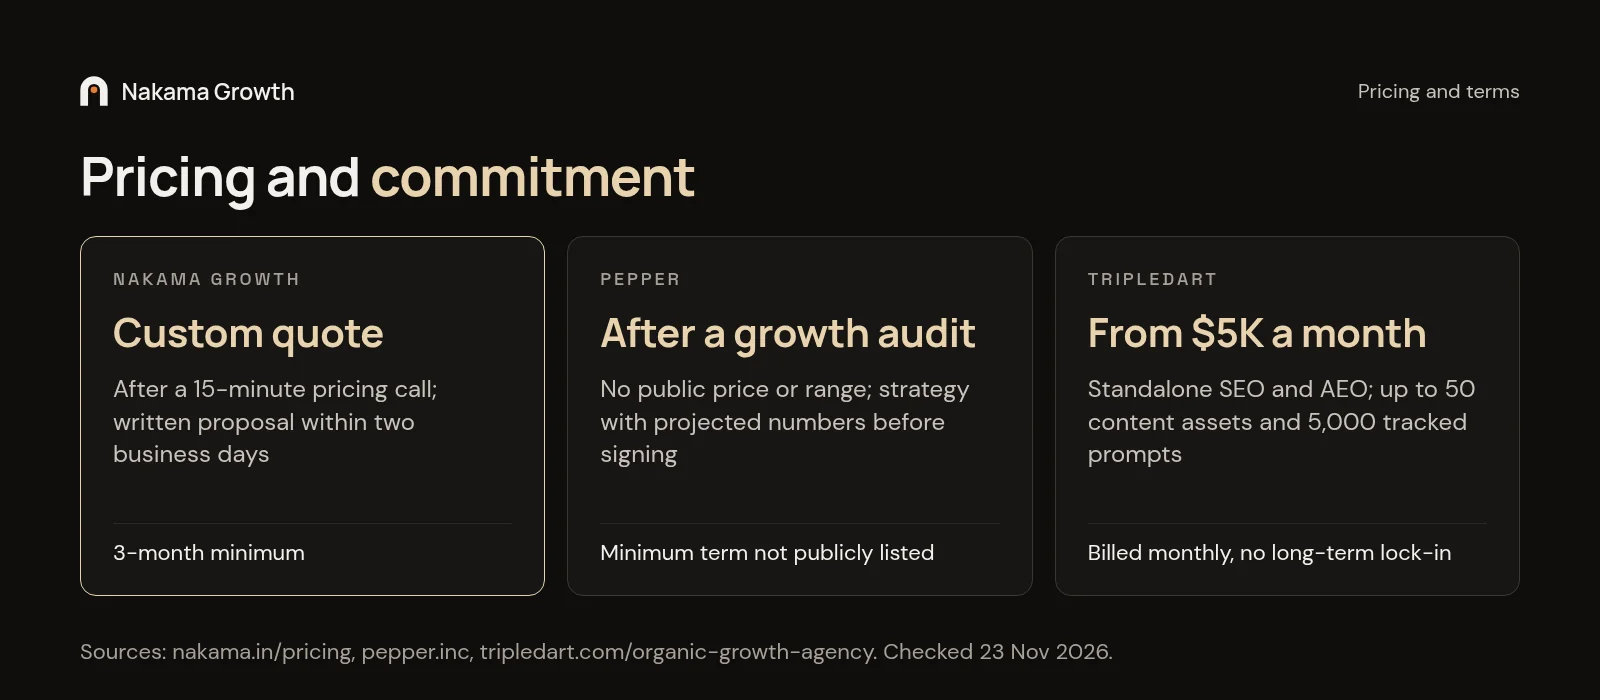 Nakama Growth
Pricing and terms
Pricing and commitment
NAKAMA GROWTH
Custom quote
After a 15-minute pricing call;
written proposal within two
business days
3-month minimum
PEPPER
After a growth audit
No public price or range; strategy
with projected numbers before
signing
Minimum term not publicly listed
TRIPLEDART
From $5K a month
Standalone SEO and AEO; up to 50
content assets and 5,000 tracked
prompts
Billed monthly, no long-term lock-in
Sources: nakama.in/pricing, pepper.inc, tripledart.com/organic-growth-agency. Checked 23 Nov 2026.